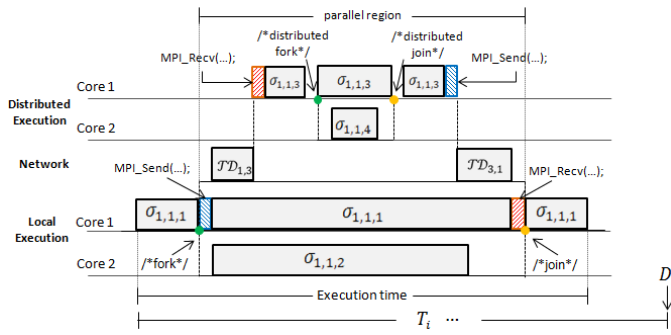 parallel region
/*distributed
fork*/
/*distributed
join*/
MPI_Recv(...);
MPI_Send(...);
Core 1
σ1,1,3
σ1,1,3
σ1,1,3
Distributed
Execution
Core 2
σ1,1,4
Network
𝒯𝒟1,3
𝒯𝒟3,1
MPI_Send(...);
MPI_Recv(...);
Local
Execution
Core 1
σ1,1,1
σ1,1,1
σ1,1,1
/*fork*/
/*join*/
Core 2
σ1,1,2
D
Execution time
Ti ...